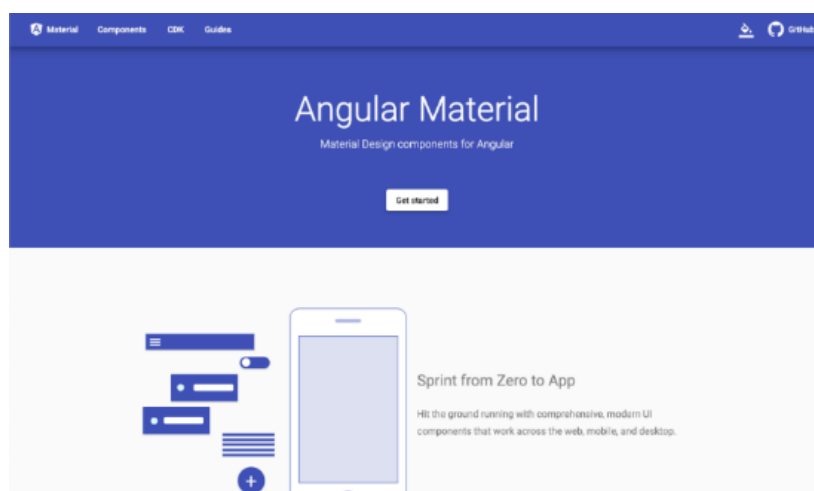 Material Components CDK Guides GitHub
Angular Material
Material Design components for Angular
Get started
Sprint from Zero to App
Hit the ground running with comprehensive, modern UI
components that work across the web, mobile, and desktop.